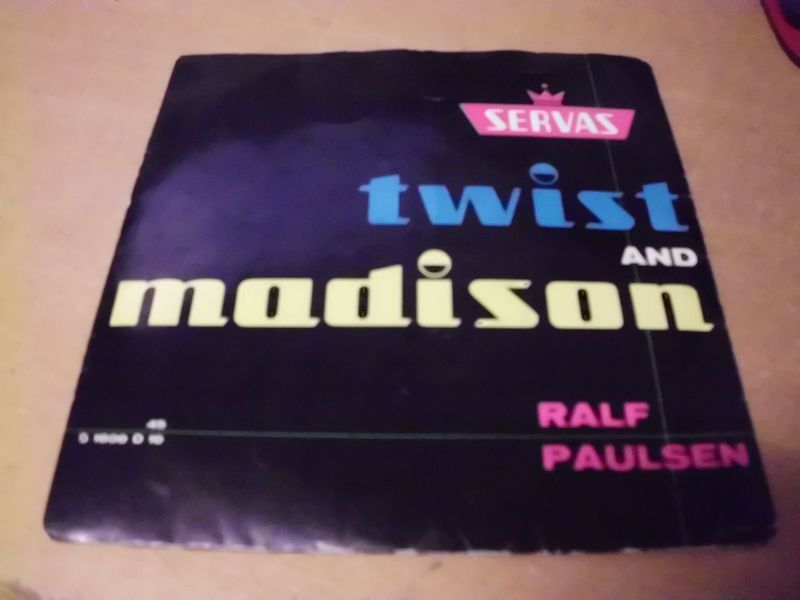 SERVAS
twist
AND
madison
RALF
PAULSEN
45